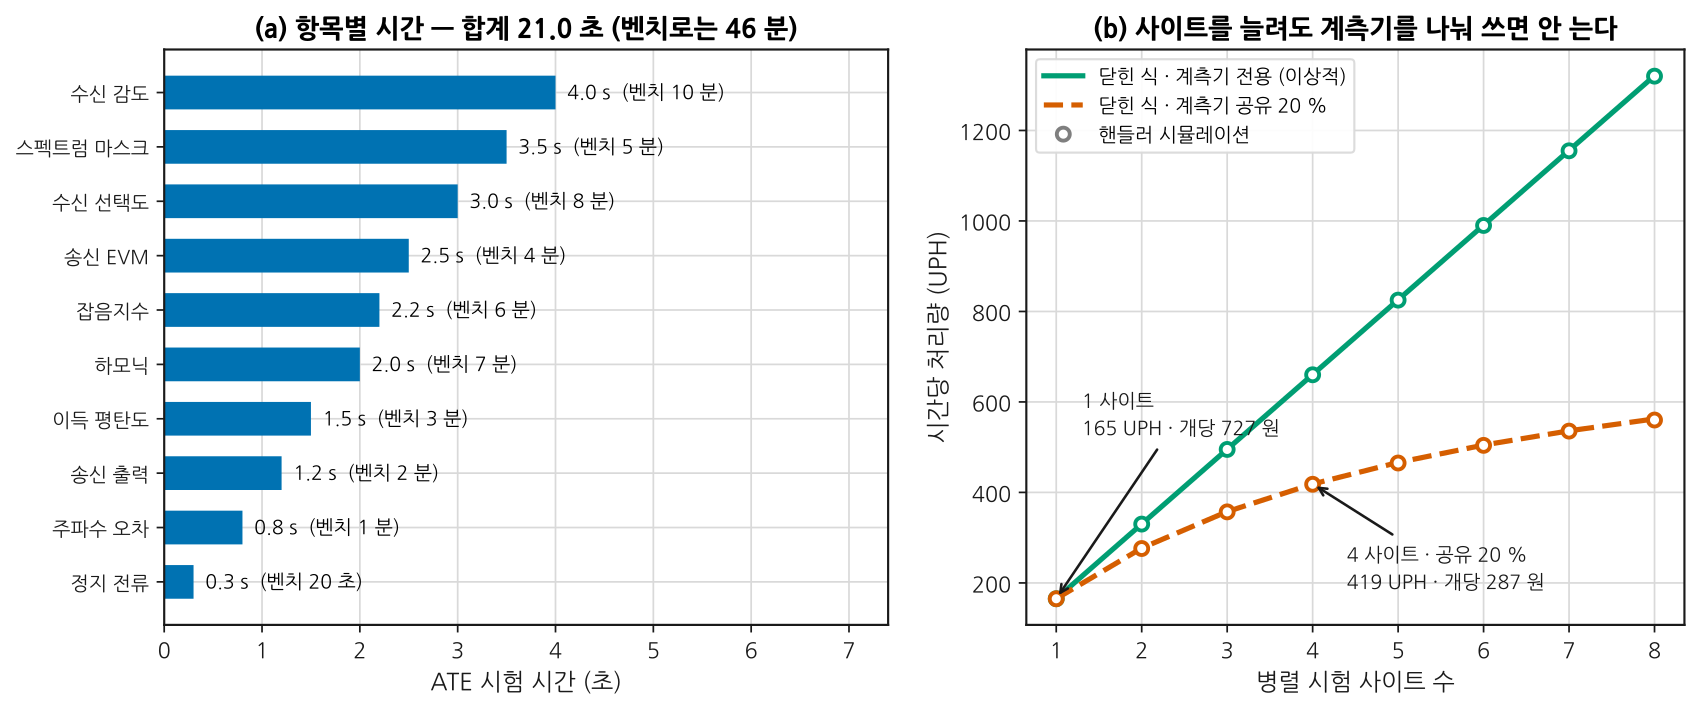 (a) 항목별 시간 — 합계 21.0 초 (벤치로는 46 분)
수신 감도
4.0 s (벤치 10 분)
스펙트럼 마스크
3.5 s (벤치 5 분)
수신 선택도
3.0 s (벤치 8 분)
송신 EVM
2.5 s (벤치 4 분)
잡음지수
2.2 s (벤치 6 분)
하모닉
2.0 s (벤치 7 분)
이득 평탄도
1.5 s (벤치 3 분)
송신 출력
1.2 s (벤치 2 분)
주파수 오차
0.8 s (벤치 1 분)
정지 전류
0.3 s (벤치 20 초)
0 1 2 3 4 5 6 7
ATE 시험 시간 (초)
(b) 사이트를 늘려도 계측기를 나눠 쓰면 안 는다
닫힌 식 · 계측기 전용 (이상적)
닫힌 식 · 계측기 공유 20 %
핸들러 시뮬레이션
시간당 처리량 (UPH)
1200
1000
800
600
400
200
1 사이트
165 UPH · 개당 727 원
4 사이트 · 공유 20 %
419 UPH · 개당 287 원
1 2 3 4 5 6 7 8
병렬 시험 사이트 수